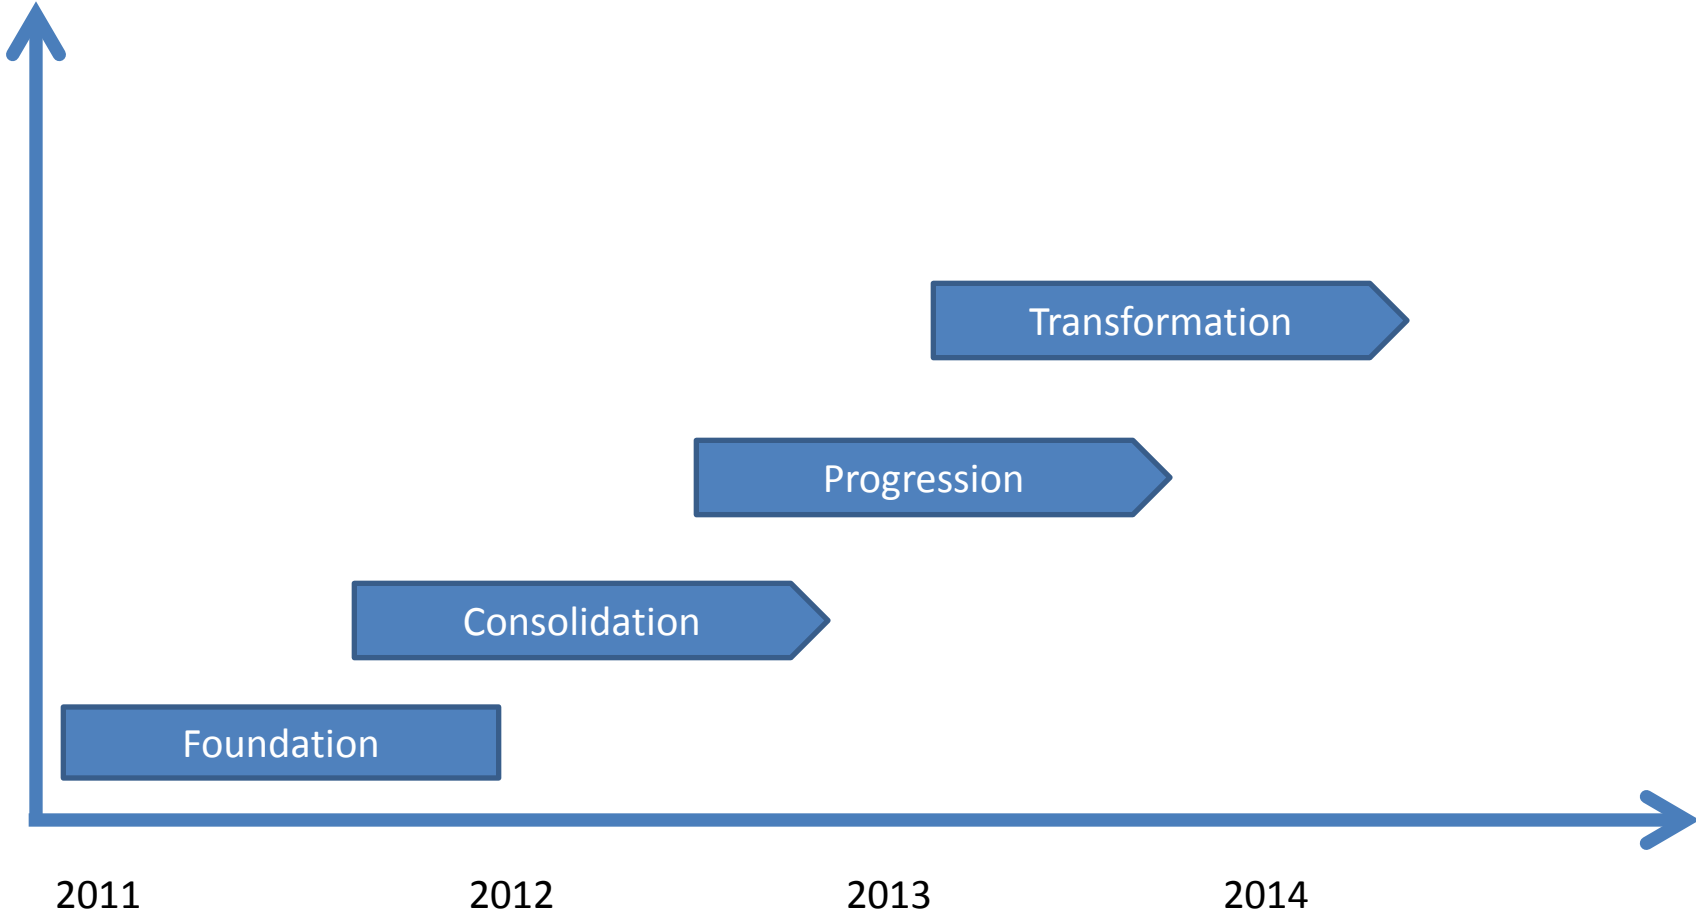 Transformation
Progression
Consolidation
Foundation
2011 2012 2013 2014